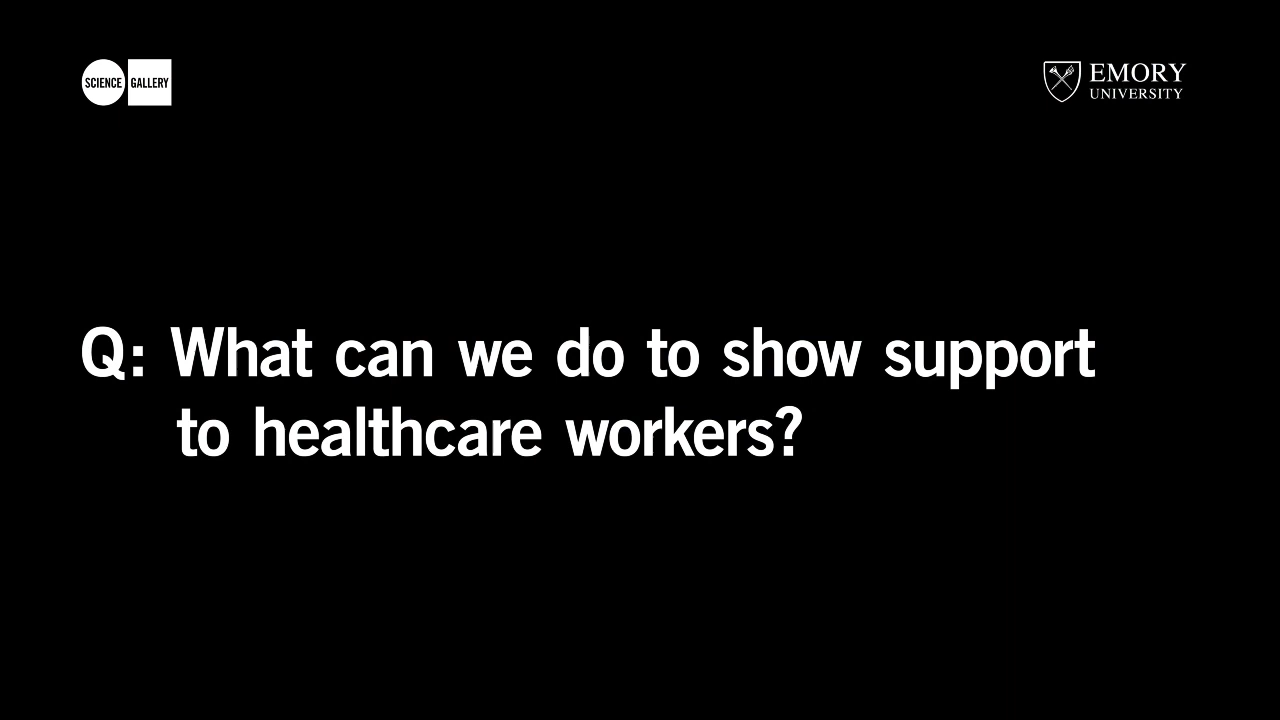 SCIENCE GALLERY
EMORY
UNIVERSITY
Q: What can we do to show support
to healthcare workers?